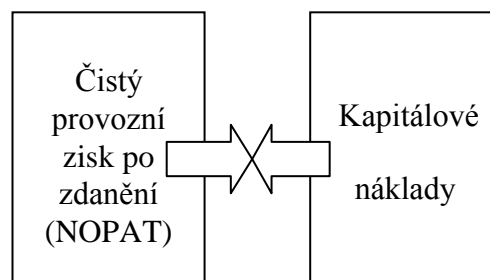 Čistý
provozní
zisk po
zdanění
(NOPAT)
Kapitálové
náklady